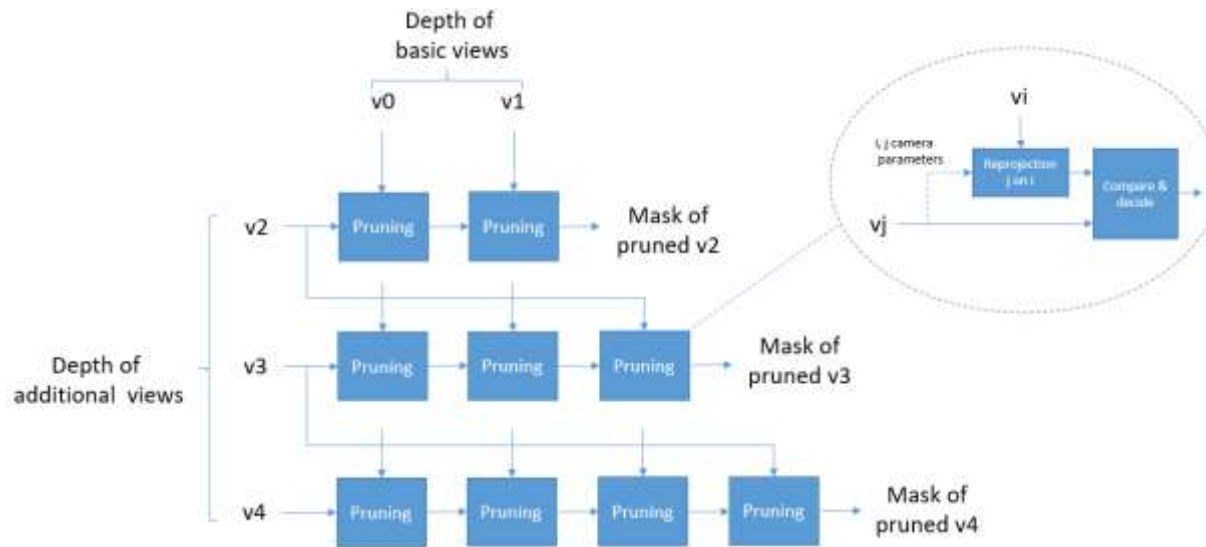 Depth of
basic views
v0
v1
vi
i, j camera
parameters
Reprojection
j on i
Compare &
decide
vj
v2
Pruning
Pruning
Mask of
pruned v2
Depth of
additional views
v3
Pruning
Pruning
Pruning
Mask of
pruned v3
v4
Pruning
Pruning
Pruning
Pruning
Mask of
pruned v4